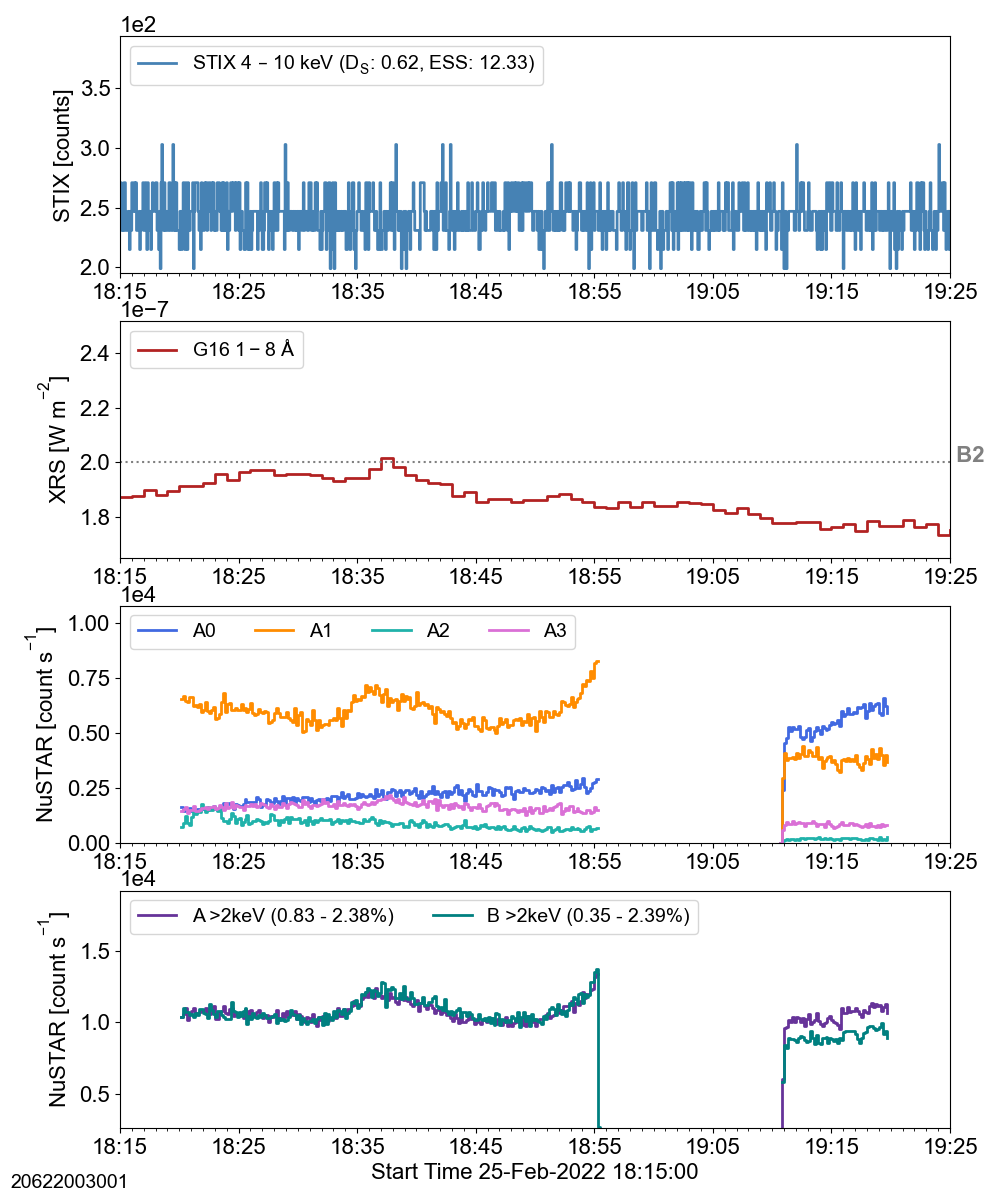 1e2
STIX 4 – 10 keV (DS: 0.62, ESS: 12.33)
STIX [counts]
3.5
3.0
2.5
2.0
18:15 18:25 18:35 18:45 18:55 19:05 19:15 19:25
1e−7
G16 1 – 8 Å
XRS [W m−2]
2.4
2.2
2.0
1.8
B2
18:15 18:25 18:35 18:45 18:55 19:05 19:15 19:25
1e4
A0 A1 A2 A3
NuSTAR [count s−1]
1.00
0.75
0.50
0.25
0.00
18:15 18:25 18:35 18:45 18:55 19:05 19:15 19:25
1e4
A >2keV (0.83 - 2.38%) B >2keV (0.35 - 2.39%)
NuSTAR [count s−1]
1.5
1.0
0.5
18:15 18:25 18:35 18:45 18:55 19:05 19:15 19:25
Start Time 25-Feb-2022 18:15:00
20622003001